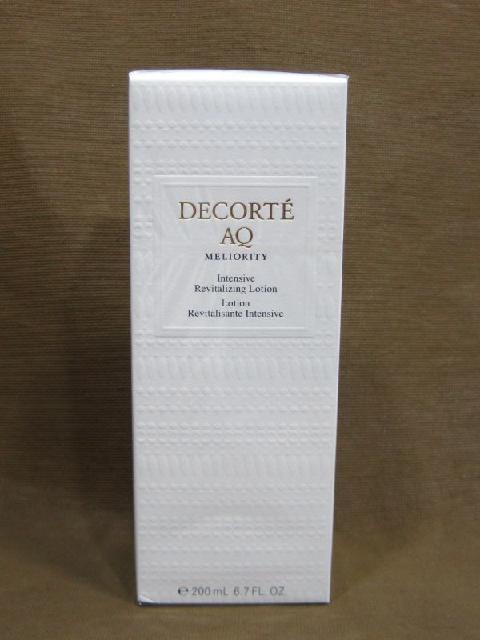 DECORTÉ
AQ
MELIORITY
Intensive
Revitalizing Lotion
Lotion
Revitalisante Intensive
℮ 200 mL 6.7 FL. OZ.